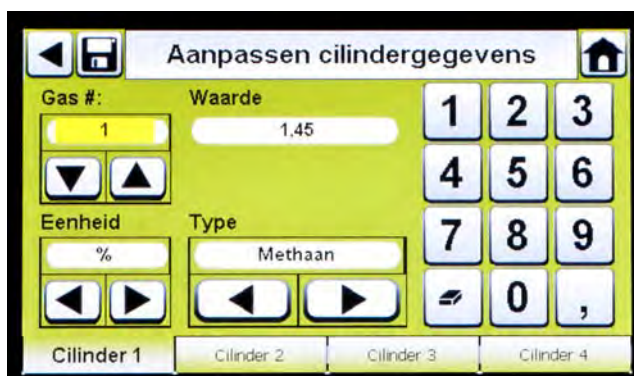 Aanpassen cilindergegevens
Gas #:
Waarde
1
1,45
1 2 3
4 5 6
Eenheid
Type
%
Methaan
7 8 9
0 ,
Cilinder 1
Cilinder 2
Cilinder 3
Cilinder 4